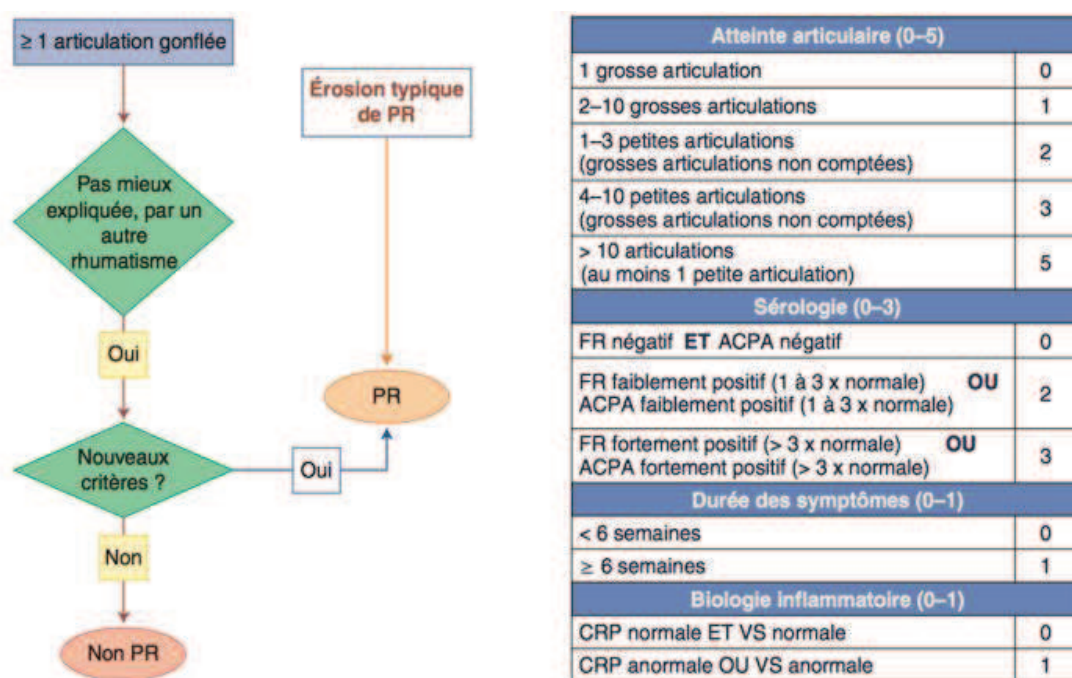 ≥ 1 articulation gonflée
Érosion typique
de PR
Pas mieux
expliquée, par un
autre
rhumatisme
Oui
PR
Nouveaux
critères ?
Oui
Non
Non PR
Atteinte articulaire (0–5)
1 grosse articulation 0
2–10 grosses articulations 1
1–3 petites articulations
(grosses articulations non comptées) 2
4–10 petites articulations
(grosses articulations non comptées) 3
> 10 articulations
(au moins 1 petite articulation) 5
Sérologie (0–3)
FR négatif ET ACPA négatif 0
FR faiblement positif (1 à 3 x normale) OU
ACPA faiblement positif (1 à 3 x normale) 2
FR fortement positif (> 3 x normale) OU
ACPA fortement positif (> 3 x normale) 3
Durée des symptômes (0–1)
< 6 semaines 0
≥ 6 semaines 1
Biologie inflammatoire (0–1)
CRP normale ET VS normale 0
CRP anormale OU VS anormale 1